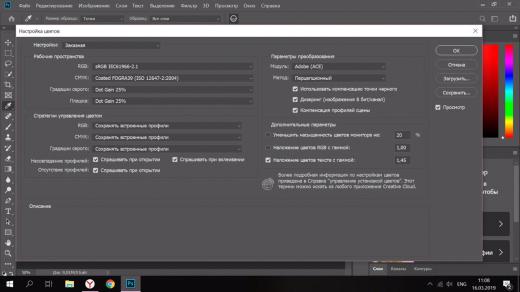 Файл Редактирование Изображение Слои Текст Выделение Фильтр 3D Просмотр Окно Справка
Размер образца: Точка Образец: Все слои
Настройка цветов
Настройки: Заказная
Рабочие пространства
RGB: sRGB IEC61966-2.1
CMYK: Coated FOGRA39 (ISO 12647-2:2004)
Градации серого: Dot Gain 25%
Плашка: Dot Gain 25%
Стратегии управления цветом
RGB: Сохранять встроенные профили
CMYK: Сохранять встроенные профили
Градации серого: Сохранять встроенные профили
Несовпадение профилей: Спрашивать при открытии Спрашивать при вклеивании
Отсутствие профилей: Спрашивать при открытии
Описание
Параметры преобразования
Модуль: Adobe (ACE)
Метод: Перцепционный
Использовать компенсацию точки черного
Дизеринг (изображения 8 бит/канал)
Компенсация профилей сцены
Дополнительные параметры
Уменьшить насыщенность цветов монитора на: 20 %
Наложение цветов RGB с гаммой: 1,00
Наложение цветов текста с гаммой: 1,45
Более подробная информация по настройкам цветов
приведена в Справке "управление установкой цветов". Этот
термин можно искать из любого приложения Creative Cloud.
OK
Отмена
Загрузить...
Сохранить...
Просмотр
Слои Каналы Контуры
50%
ENG
11:08
16.03.2019